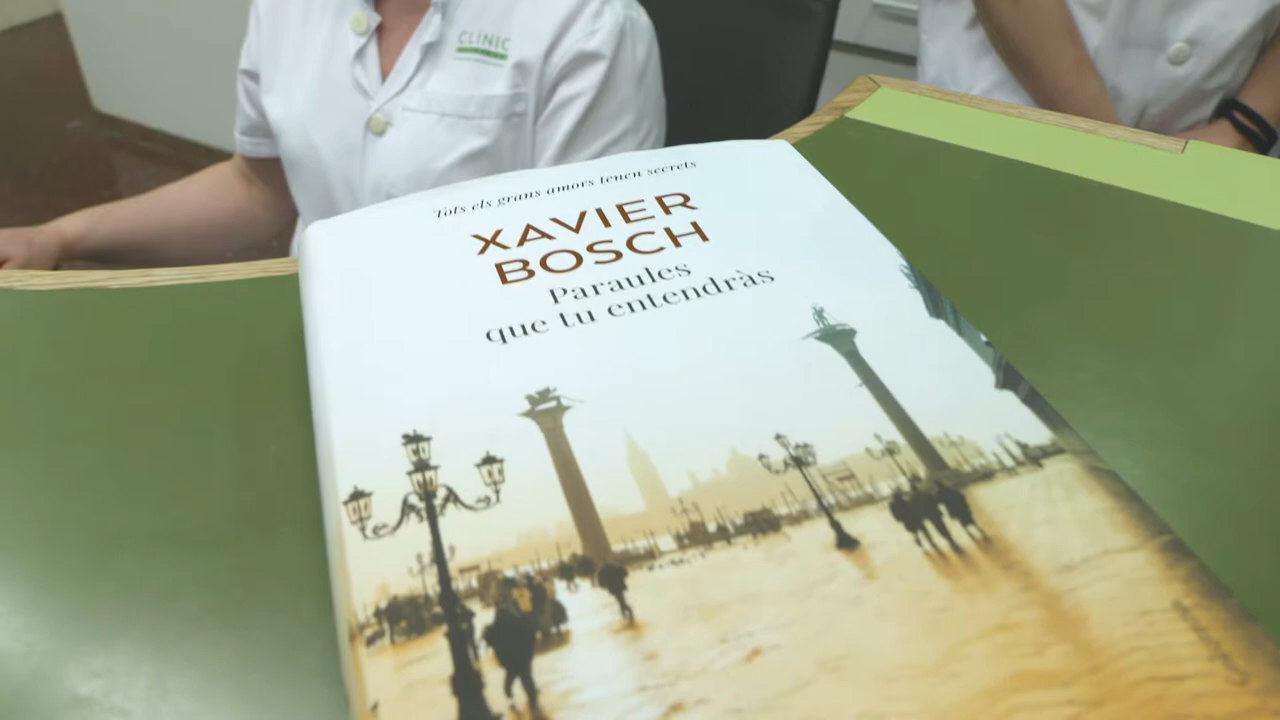 CLINIC
Tots els grans amors tenen secrets
XAVIER
BOSCH
Paraules
que tu entendràs